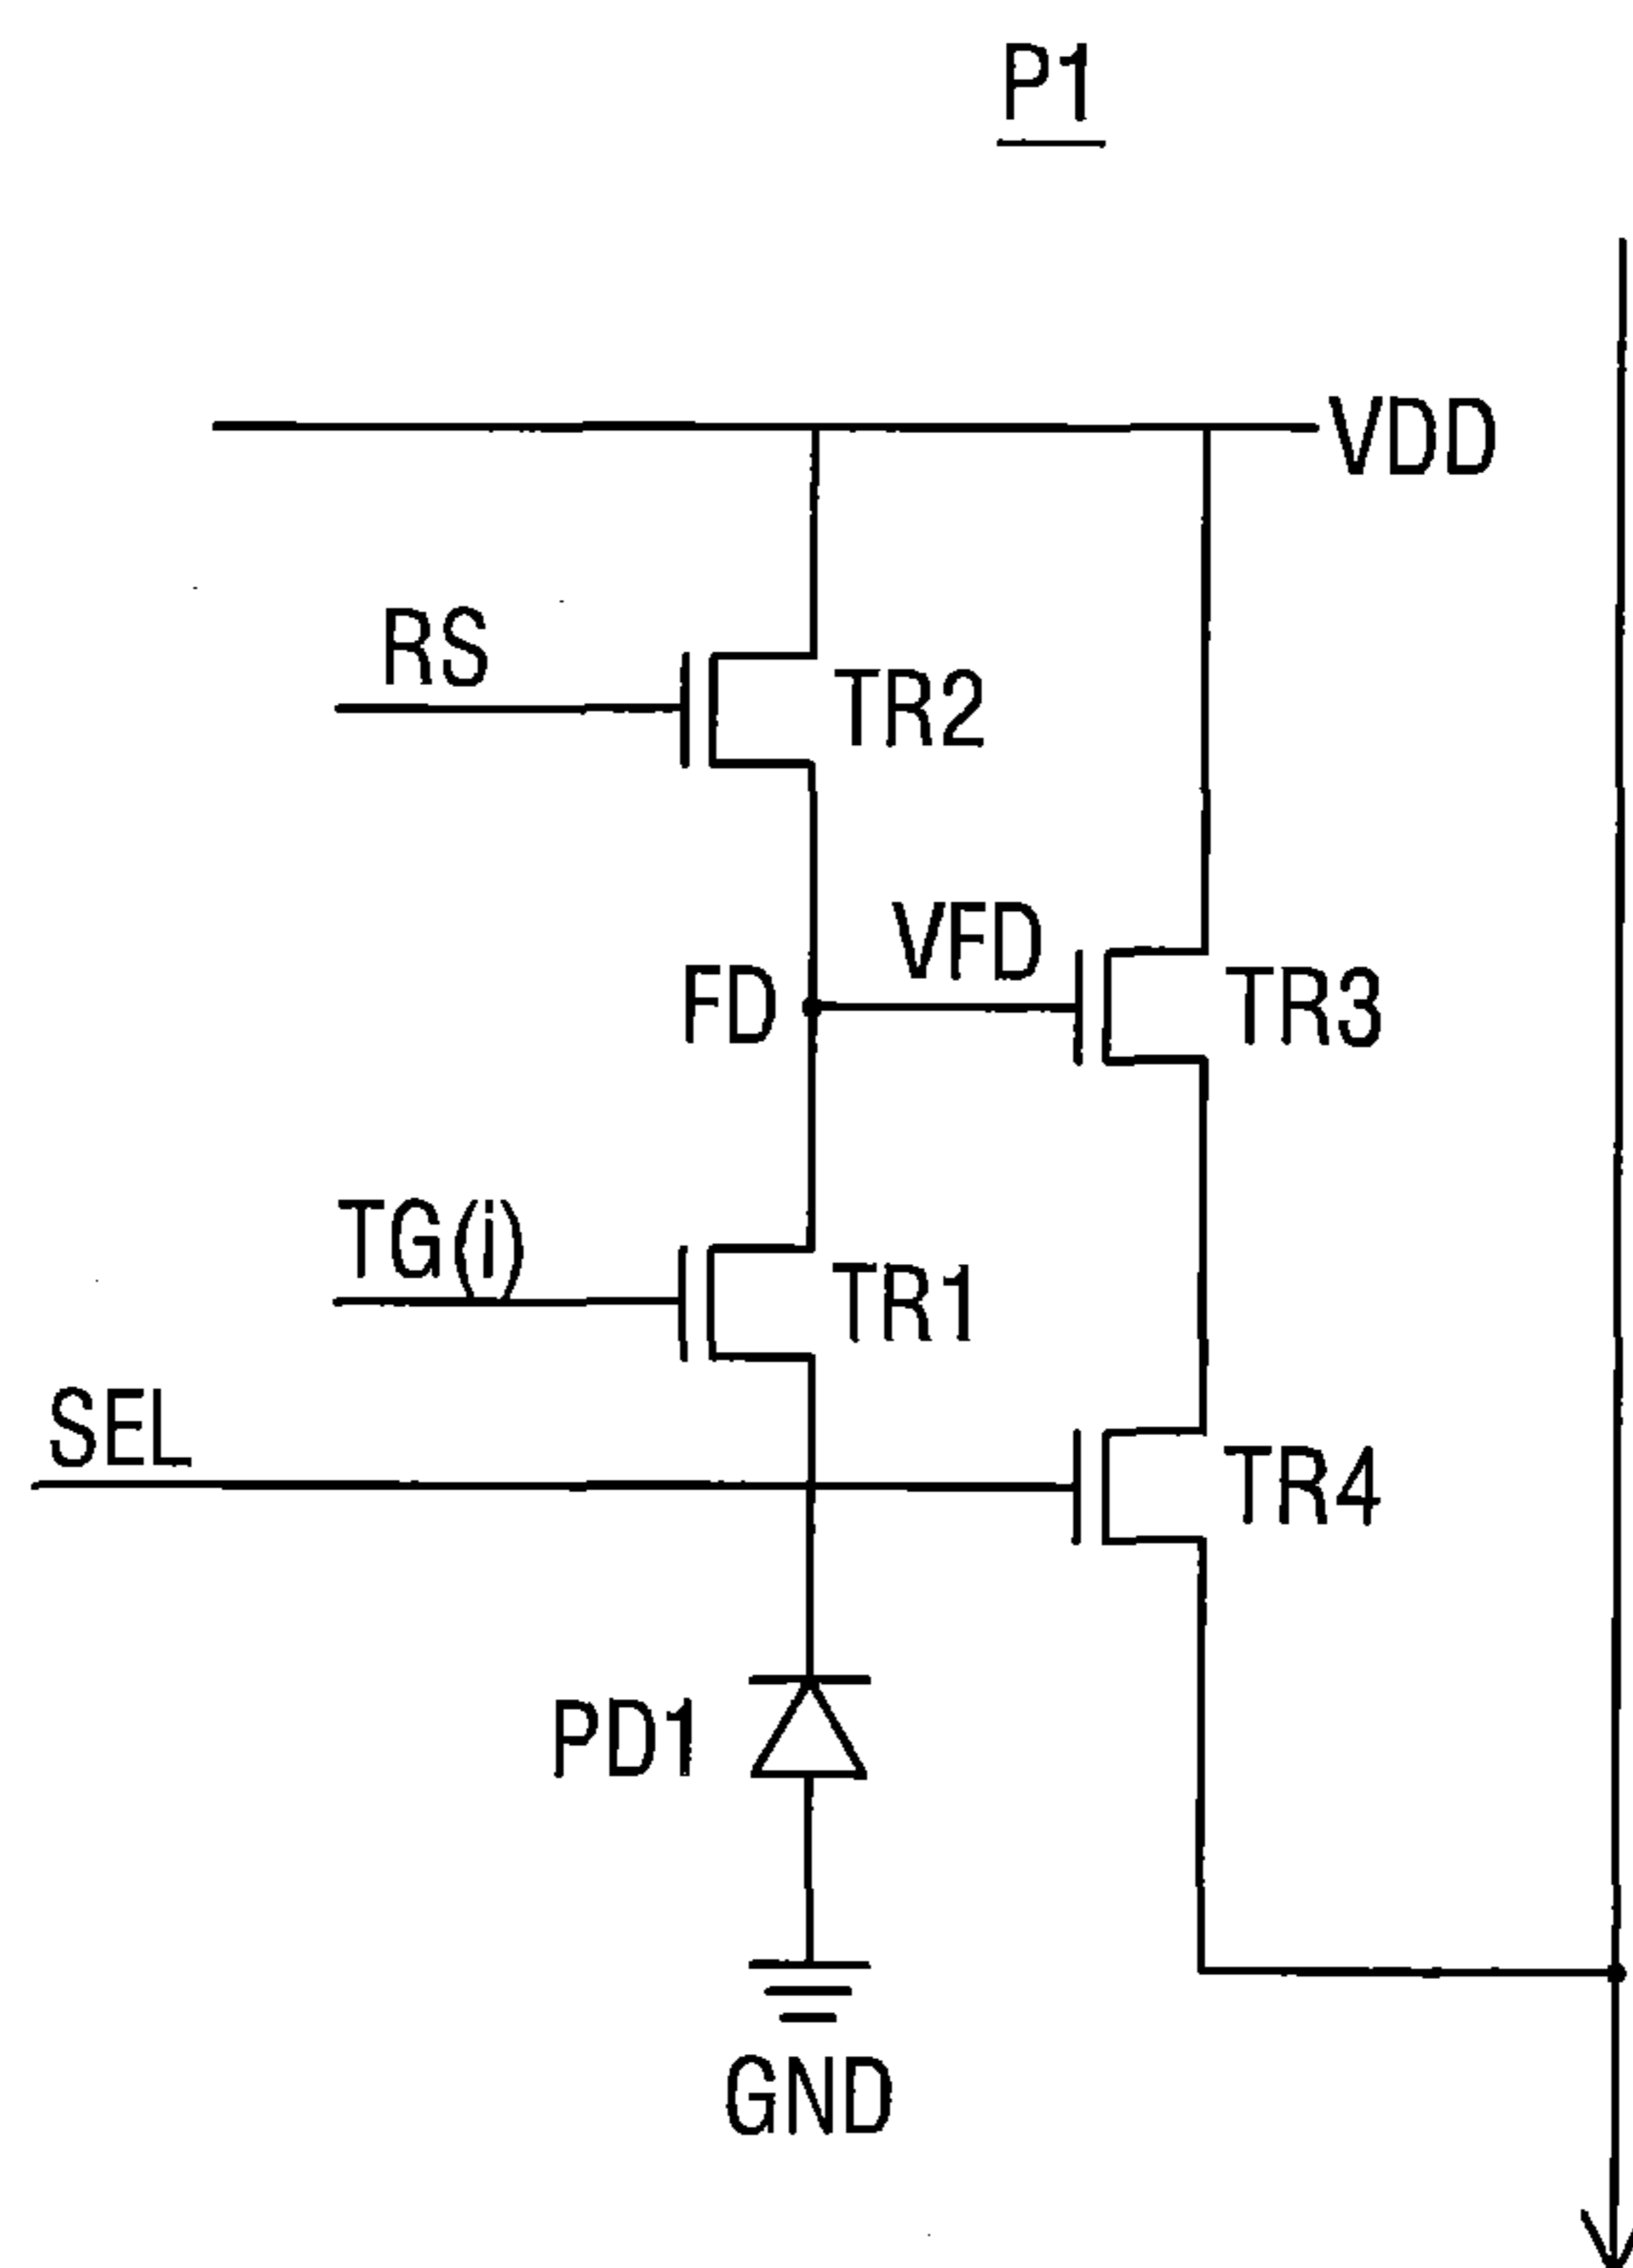 P1
VDD
RS
TR2
VFD
FD
TR3
TG(i)
TR1
SEL
TR4
PD1
GND